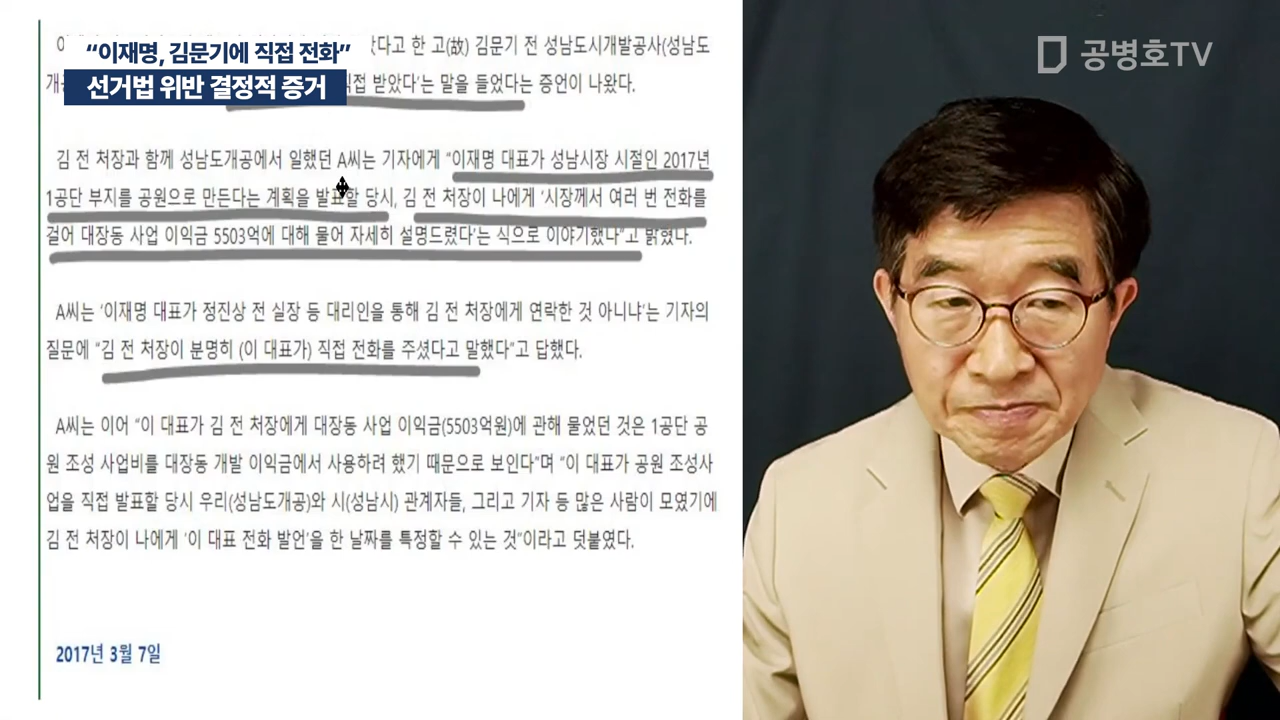 “이재명, 김문기에 직접 전화”
선거법 위반 결정적 증거
공병호TV
았다고 한 고(故) 김문기 전 성남도시개발공사(성남도
직접 받았다'는 말을 들었다는 증언이 나왔다.
김 전 처장과 함께 성남도개공에서 일했던 A씨는 기자에게 “이재명 대표가 성남시장 시절인 2017년
1공단 부지를 공원으로 만든다는 계획을 발표할 당시, 김 전 처장이 나에게 '시장께서 여러 번 전화를
걸어 대장동 사업 이익금 5503억에 대해 물어 자세히 설명드렸다'는 식으로 이야기했다”고 밝혔다.
A씨는 '이재명 대표가 정진상 전 실장 등 대리인을 통해 김 전 처장에게 연락한 것 아니냐'는 기자의
질문에 “김 전 처장이 분명히 (이 대표가) 직접 전화를 주셨다고 말했다”고 답했다.
A씨는 이어 “이 대표가 김 전 처장에게 대장동 사업 이익금(5503억원)에 관해 물었던 것은 1공단 공
원 조성 사업비를 대장동 개발 이익금에서 사용하려 했기 때문으로 보인다”며 “이 대표가 공원 조성사
업을 직접 발표할 당시 우리(성남도개공)와 시(성남시) 관계자들, 그리고 기자 등 많은 사람이 모였기에
김 전 처장이 나에게 '이 대표 전화 발언'을 한 날짜를 특정할 수 있는 것”이라고 덧붙였다.
2017년 3월 7일